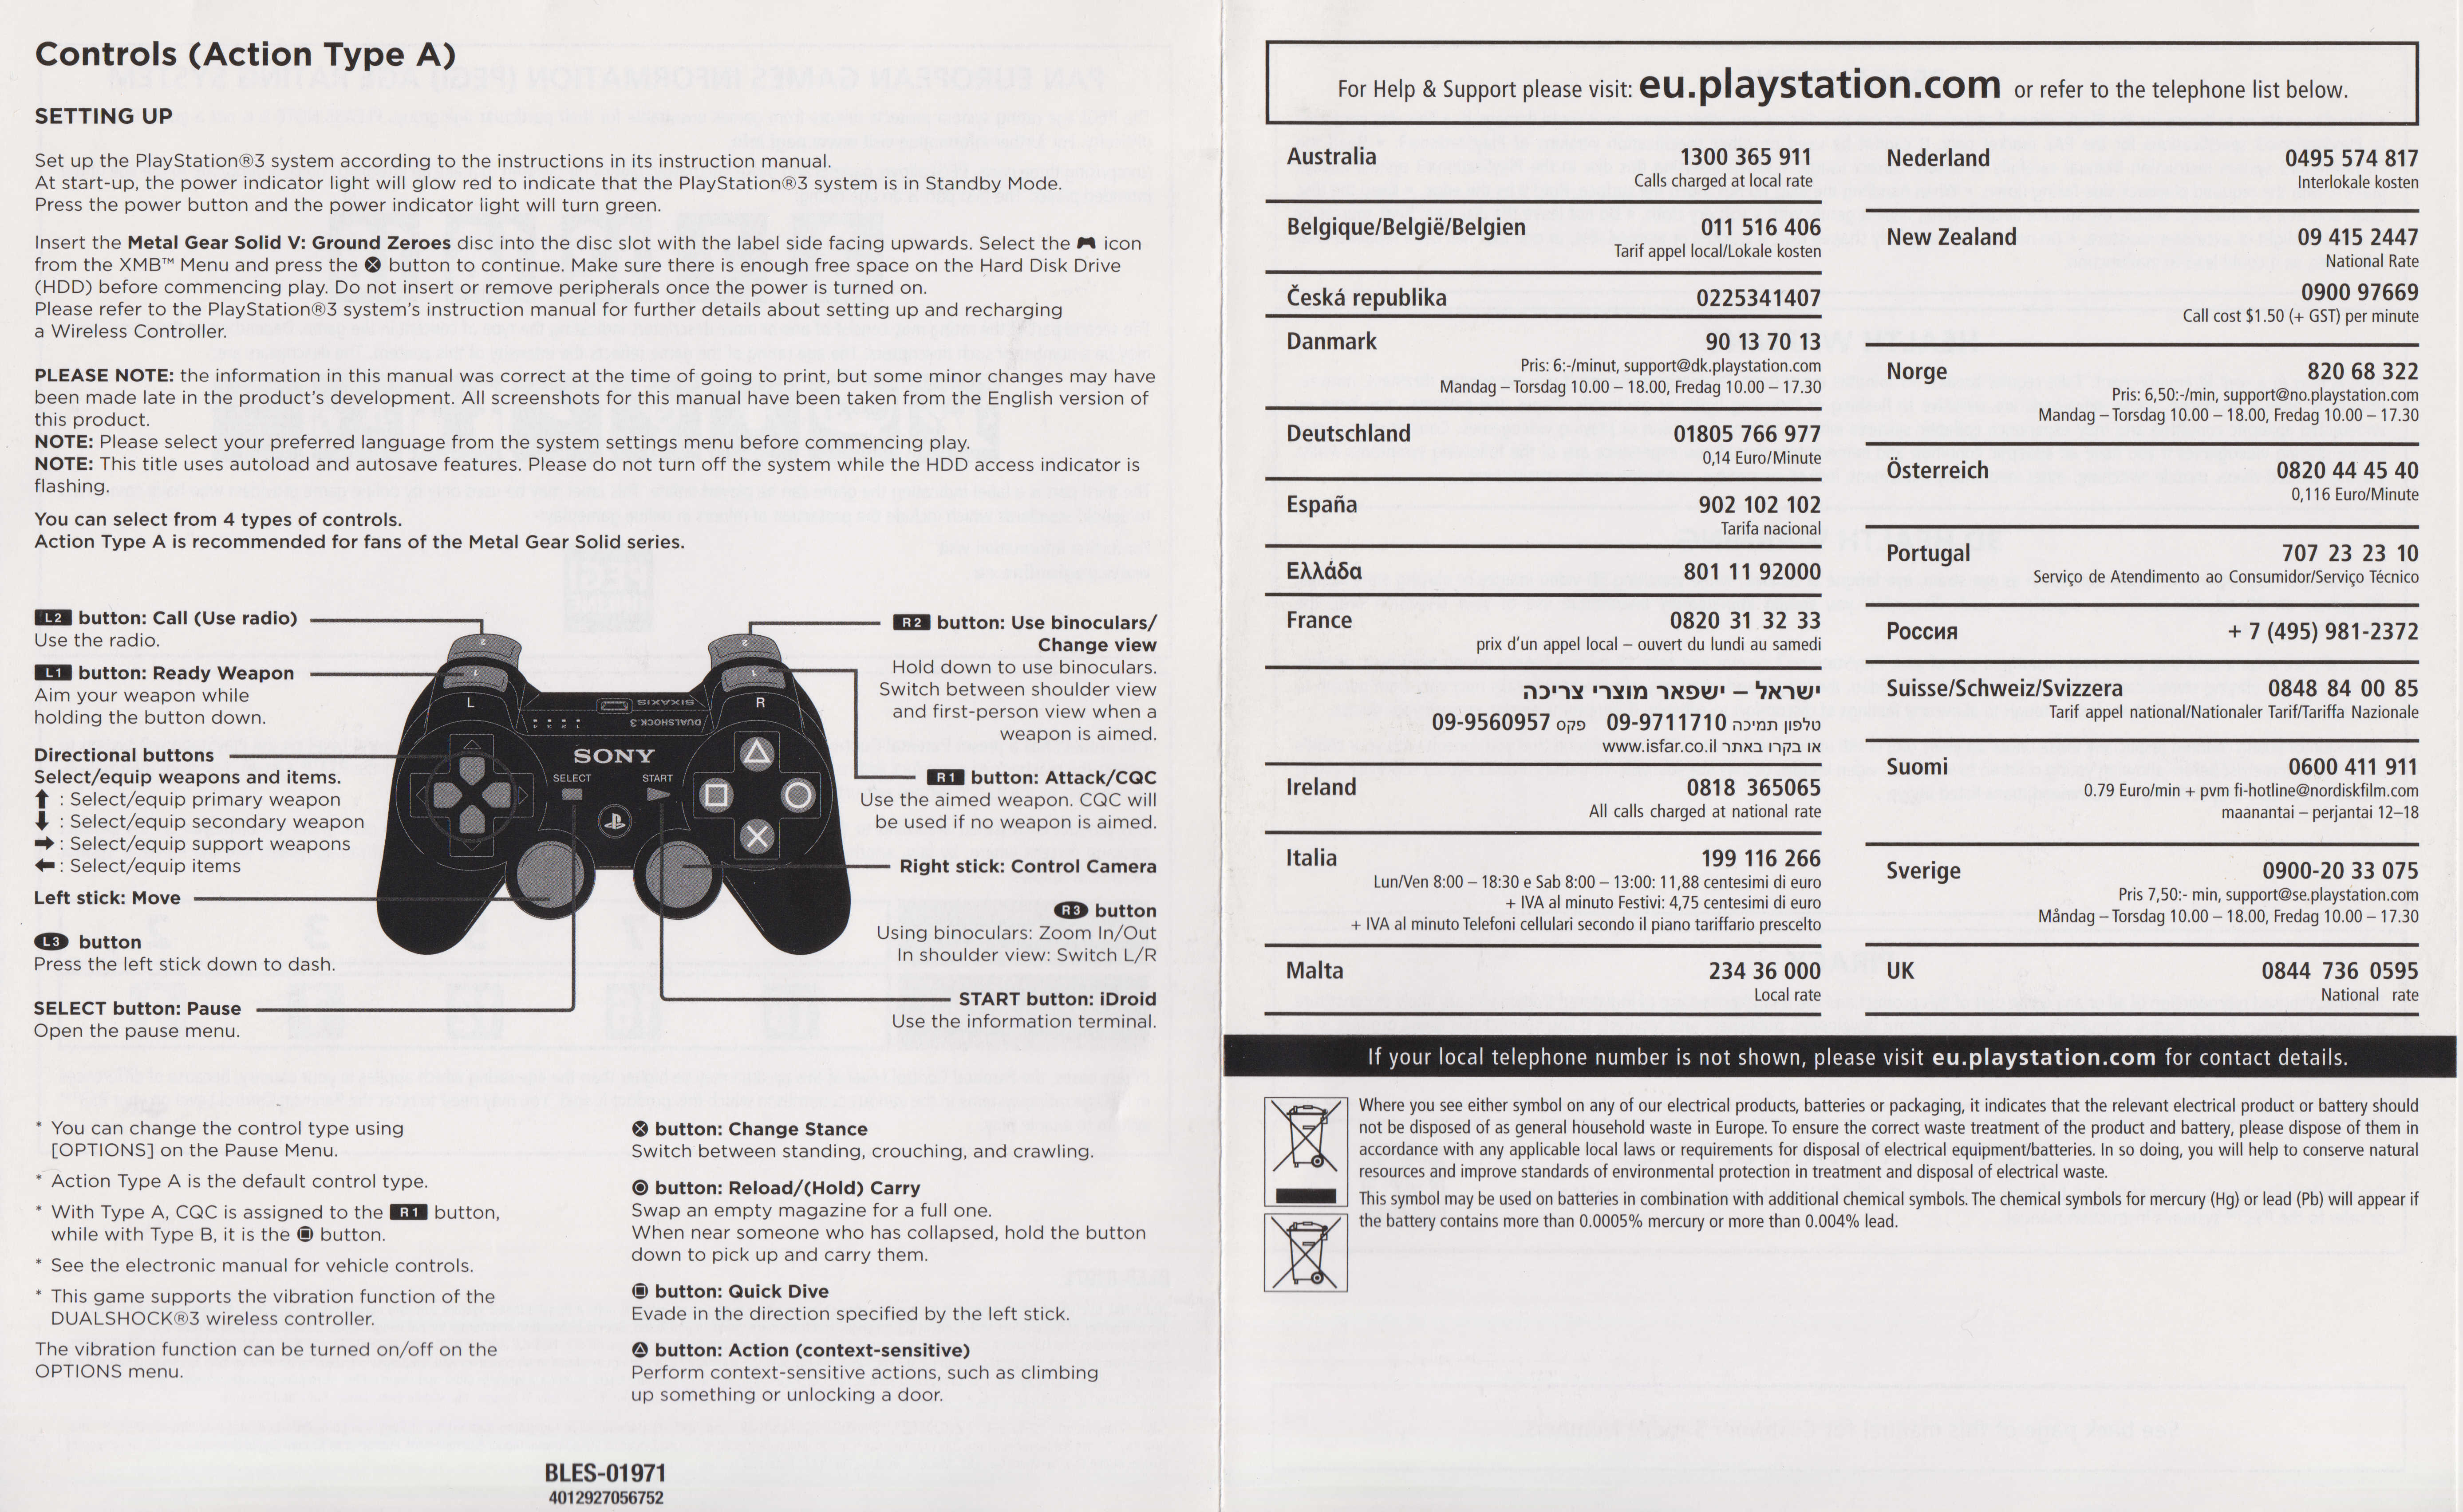 Controls (Action Type A)
SETTING UP
Set up the PlayStation®3 system according to the instructions in its instruction manual.
At start-up, the power indicator light will glow red to indicate that the PlayStation®3 system is in Standby Mode.
Press the power button and the power indicator light will turn green.
Insert the Metal Gear Solid V: Ground Zeroes disc into the disc slot with the label side facing upwards. Select the icon
from the XMB™ Menu and press the ⊗ button to continue. Make sure there is enough free space on the Hard Disk Drive
(HDD) before commencing play. Do not insert or remove peripherals once the power is turned on.
Please refer to the PlayStation®3 system's instruction manual for further details about setting up and recharging
a Wireless Controller.
PLEASE NOTE: the information in this manual was correct at the time of going to print, but some minor changes may have
been made late in the product's development. All screenshots for this manual have been taken from the English version of
this product.
NOTE: Please select your preferred language from the system settings menu before commencing play.
NOTE: This title uses autoload and autosave features. Please do not turn off the system while the HDD access indicator is
flashing.
You can select from 4 types of controls.
Action Type A is recommended for fans of the Metal Gear Solid series.
L2 button: Call (Use radio)
Use the radio.
L1 button: Ready Weapon
Aim your weapon while
holding the button down.
Directional buttons
Select/equip weapons and items.
↑ : Select/equip primary weapon
↓ : Select/equip secondary weapon
→ : Select/equip support weapons
← : Select/equip items
Left stick: Move
L3 button
Press the left stick down to dash.
SELECT button: Pause
Open the pause menu.
2
1
L
2
1
R
SIXAXIS
DUALSHOCK 3
1 2 3 4
SONY
SELECT
START
R2 button: Use binoculars/
Change view
Hold down to use binoculars.
Switch between shoulder view
and first-person view when a
weapon is aimed.
R1 button: Attack/CQC
Use the aimed weapon. CQC will
be used if no weapon is aimed.
Right stick: Control Camera
R3 button
Using binoculars: Zoom In/Out
In shoulder view: Switch L/R
START button: iDroid
Use the information terminal.
* You can change the control type using
[OPTIONS] on the Pause Menu.
* Action Type A is the default control type.
* With Type A, CQC is assigned to the R1 button,
while with Type B, it is the ▣ button.
* See the electronic manual for vehicle controls.
* This game supports the vibration function of the
DUALSHOCK®3 wireless controller.
The vibration function can be turned on/off on the
OPTIONS menu.
⊗ button: Change Stance
Switch between standing, crouching, and crawling.
◎ button: Reload/(Hold) Carry
Swap an empty magazine for a full one.
When near someone who has collapsed, hold the button
down to pick up and carry them.
▣ button: Quick Dive
Evade in the direction specified by the left stick.
△ button: Action (context-sensitive)
Perform context-sensitive actions, such as climbing
up something or unlocking a door.
BLES-01971
4012927056752
For Help & Support please visit: eu.playstation.com or refer to the telephone list below.
Australia 1300 365 911
Calls charged at local rate
Belgique/België/Belgien 011 516 406
Tarif appel local/Lokale kosten
Česká republika 0225341407
Danmark 90 13 70 13
Pris: 6:-/minut, support@dk.playstation.com
Mandag – Torsdag 10.00 – 18.00, Fredag 10.00 – 17.30
Deutschland 01805 766 977
0,14 Euro/Minute
España 902 102 102
Tarifa nacional
Ελλάδα 801 11 92000
France 0820 31 32 33
prix d'un appel local – ouvert du lundi au samedi
ישראל – ישפאר מוצרי צריכה
טלפון תמיכה 09-9711710 פקס 09-9560957
או בקרו באתר www.isfar.co.il
Ireland 0818 365065
All calls charged at national rate
Italia 199 116 266
Lun/Ven 8:00 – 18:30 e Sab 8:00 – 13:00: 11,88 centesimi di euro
+ IVA al minuto Festivi: 4,75 centesimi di euro
+ IVA al minuto Telefoni cellulari secondo il piano tariffario prescelto
Malta 234 36 000
Local rate
Nederland 0495 574 817
Interlokale kosten
New Zealand 09 415 2447
National Rate
0900 97669
Call cost $1.50 (+ GST) per minute
Norge 820 68 322
Pris: 6,50:-/min, support@no.playstation.com
Mandag – Torsdag 10.00 – 18.00, Fredag 10.00 – 17.30
Österreich 0820 44 45 40
0,116 Euro/Minute
Portugal 707 23 23 10
Serviço de Atendimento ao Consumidor/Serviço Técnico
Россия + 7 (495) 981-2372
Suisse/Schweiz/Svizzera 0848 84 00 85
Tarif appel national/Nationaler Tarif/Tariffa Nazionale
Suomi 0600 411 911
0.79 Euro/min + pvm fi-hotline@nordiskfilm.com
maanantai – perjantai 12–18
Sverige 0900-20 33 075
Pris 7,50:- min, support@se.playstation.com
Måndag – Torsdag 10.00 – 18.00, Fredag 10.00 – 17.30
UK 0844 736 0595
National rate
If your local telephone number is not shown, please visit eu.playstation.com for contact details.
Where you see either symbol on any of our electrical products, batteries or packaging, it indicates that the relevant electrical product or battery should
not be disposed of as general household waste in Europe. To ensure the correct waste treatment of the product and battery, please dispose of them in
accordance with any applicable local laws or requirements for disposal of electrical equipment/batteries. In so doing, you will help to conserve natural
resources and improve standards of environmental protection in treatment and disposal of electrical waste.
This symbol may be used on batteries in combination with additional chemical symbols. The chemical symbols for mercury (Hg) or lead (Pb) will appear if
the battery contains more than 0.0005% mercury or more than 0.004% lead.